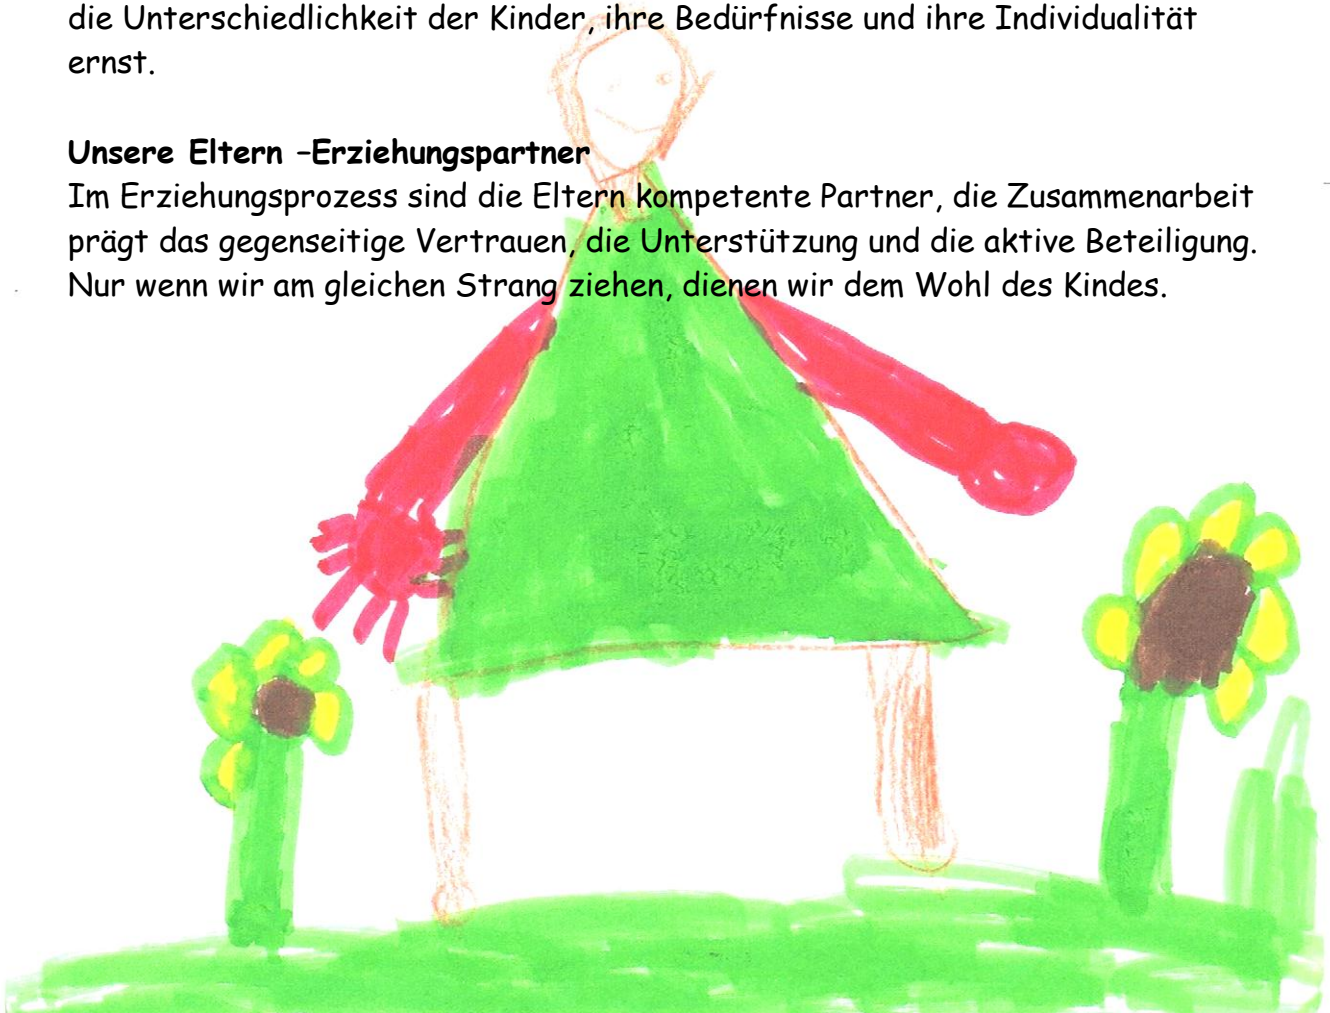 die Unterschiedlichkeit der Kinder, ihre Bedürfnisse und ihre Individualität
ernst.
Unsere Eltern –Erziehungspartner
Im Erziehungsprozess sind die Eltern kompetente Partner, die Zusammenarbeit
prägt das gegenseitige Vertrauen, die Unterstützung und die aktive Beteiligung.
Nur wenn wir am gleichen Strang ziehen, dienen wir dem Wohl des Kindes.